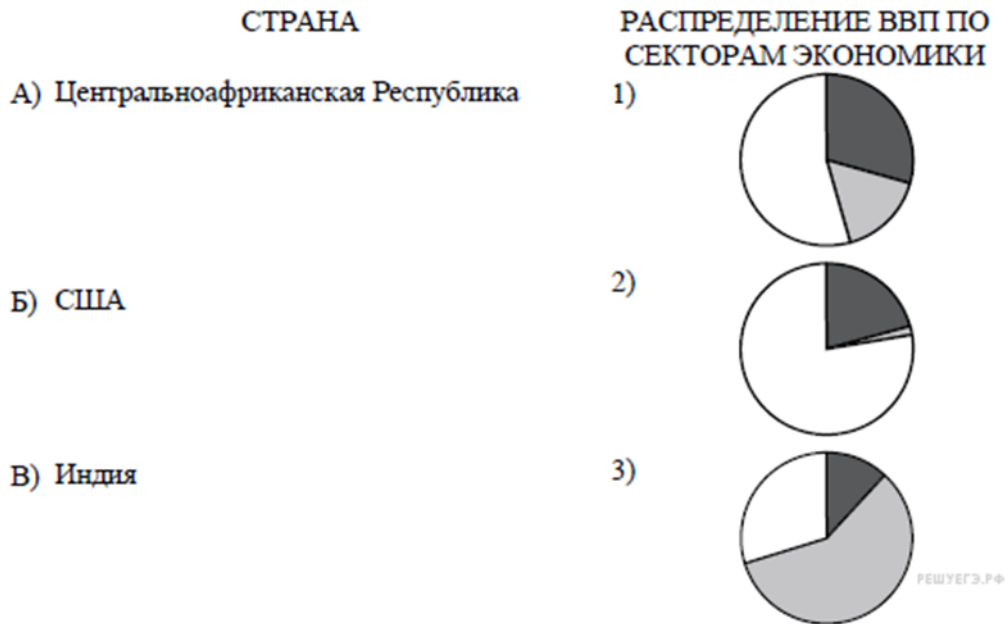 СТРАНА
РАСПРЕДЕЛЕНИЕ ВВП ПО
СЕКТОРАМ ЭКОНОМИКИ
А) Центральноафриканская Республика
1)
Б) США
2)
В) Индия
3)
РЕШУЕГЭ.РФ